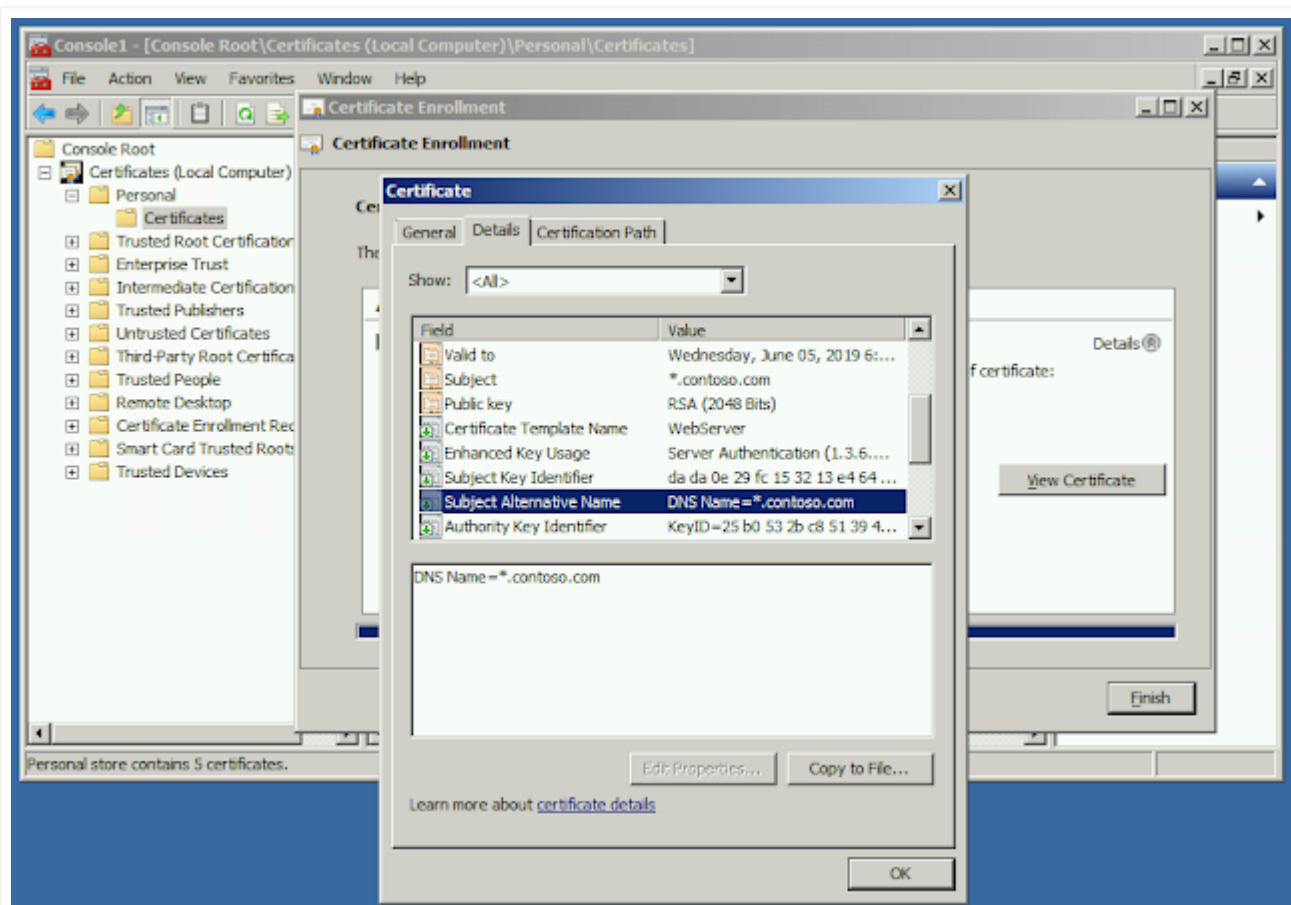 Console1 - [Console Root\Certificates (Local Computer)\Personal\Certificates]
File Action View Favorites Window Help
Certificate Enrollment
Certificate Enrollment
Console Root
Certificates (Local Computer)
Personal
Certificates
Trusted Root Certification
Enterprise Trust
Intermediate Certification
Trusted Publishers
Untrusted Certificates
Third-Party Root Certifica
Trusted People
Remote Desktop
Certificate Enrollment Req
Smart Card Trusted Roots
Trusted Devices
Personal store contains 5 certificates.
Cer
The
Details
f certificate:
View Certificate
Finish
Certificate
General Details Certification Path
Show: <All>
Field Value
Valid to Wednesday, June 05, 2019 6:...
Subject *.contoso.com
Public key RSA (2048 Bits)
Certificate Template Name WebServer
Enhanced Key Usage Server Authentication (1.3.6....
Subject Key Identifier da da 0e 29 fc 15 32 13 e4 64 ...
Subject Alternative Name DNS Name=*.contoso.com
Authority Key Identifier KeyID=25 b0 53 2b c8 51 39 4...
DNS Name=*.contoso.com
Edit Properties... Copy to File...
Learn more about certificate details
OK